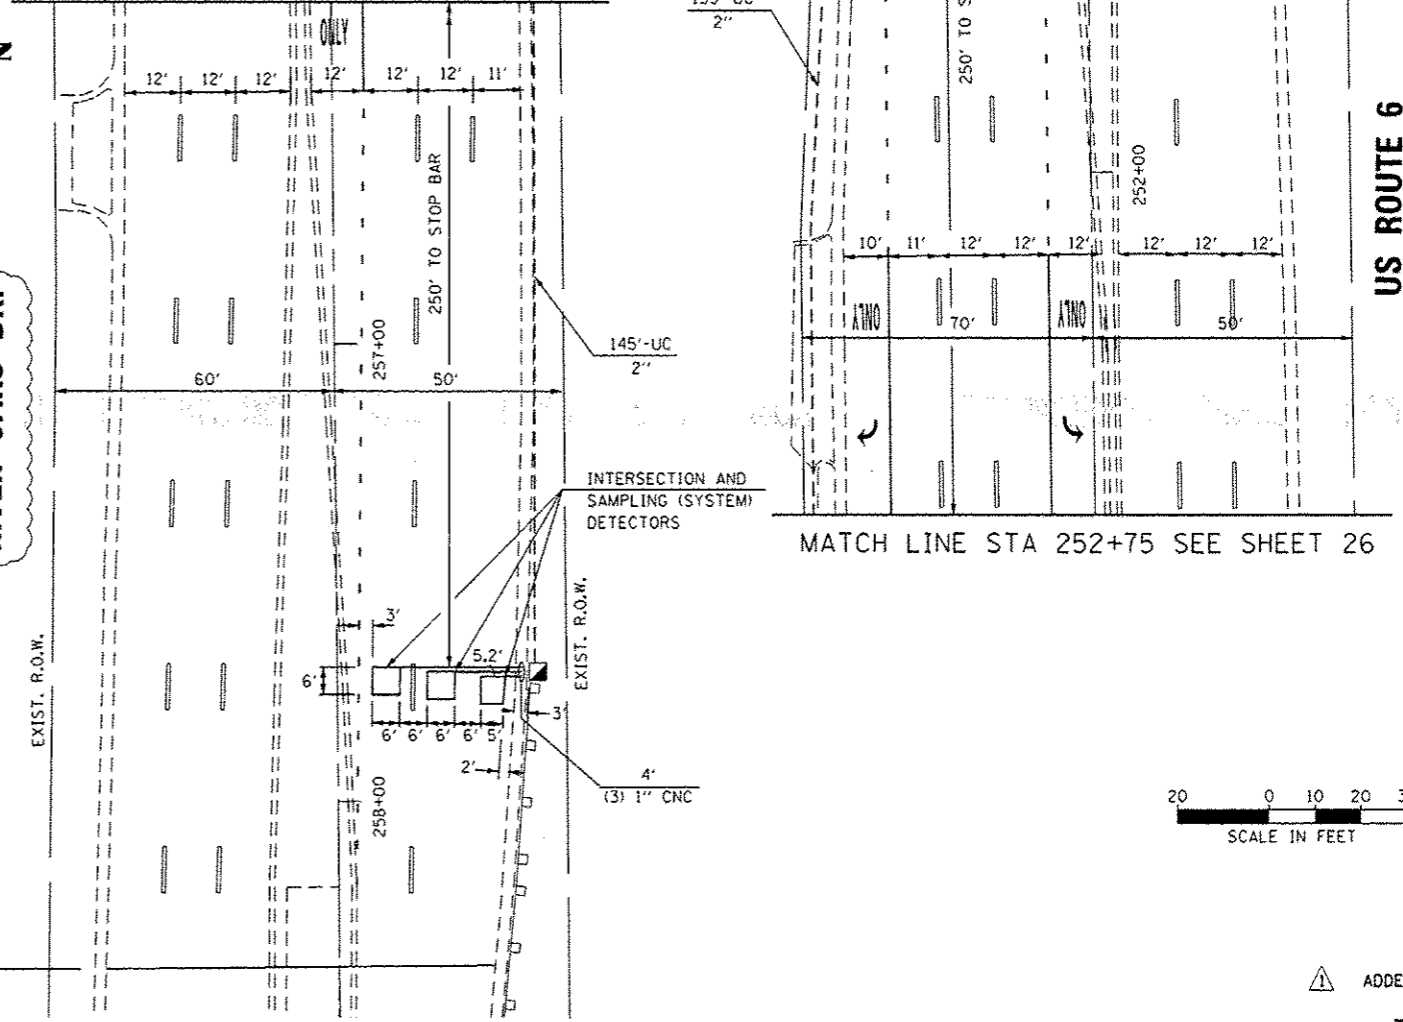 N
ONLY
12' 12' 12' 12' 12' 12' 11'
250' TO STOP BAR
257+00
60' 50'
145'-UC
2"
INTERSECTION AND
SAMPLING (SYSTEM)
DETECTORS
EXIST. R.O.W.
EXIST. R.O.W.
3'
5.2'
6'
6' 6' 6' 6' 5'
3'
2'
4'
(3) 1" CNC
258+00
2"
250' TO S
252+00
10' 11' 12' 12' 12' 12' 12' 12'
ONLY ONLY
70' 50'
US ROUTE 6
MATCH LINE STA 252+75 SEE SHEET 26
20 0 10 20 3
SCALE IN FEET
1 ADDE